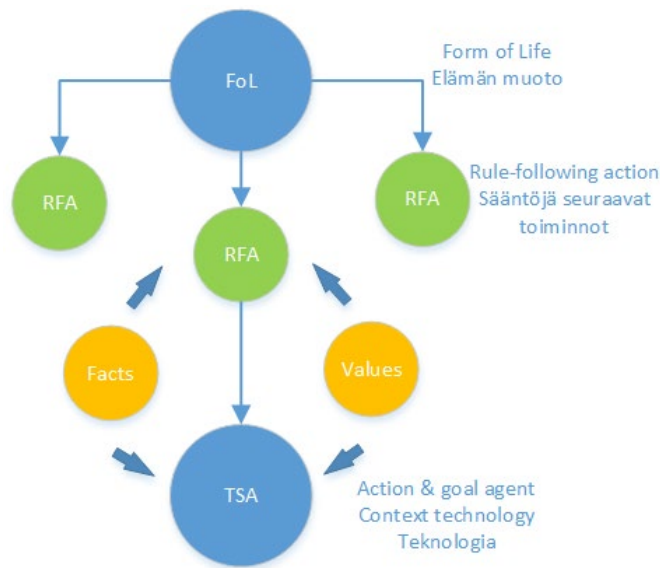 FoL
Form of Life
Elämän muoto
RFA
RFA
RFA
Rule-following action
Sääntöjä seuraavat
toiminnot
Facts
Values
TSA
Action & goal agent
Context technology
Teknologia